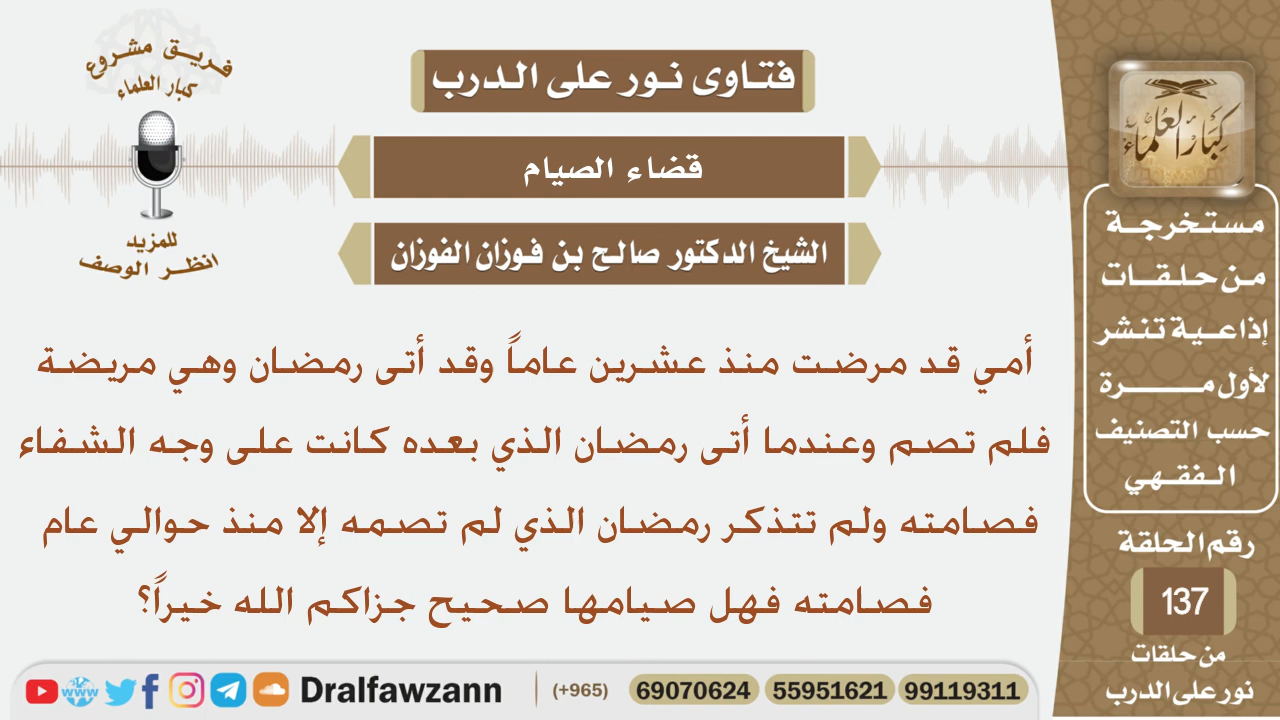 فريق مشروع
كبار العلماء
للمزيد
انظر الوصف
فتاوى نور على الدرب
قضاء الصيام
الشيخ الدكتور صالح بن فوزان الفوزان
أمي قد مرضت منذ عشرين عاماً وقد أتى رمضان وهي مريضة
فلم تصم وعندما أتى رمضان الذي بعده كانت على وجه الشفاء
فصامته ولم تتذكر رمضان الذي لم تصمه إلا منذ حوالي عام
فصامته فهل صيامها صحيح جزاكم الله خيراً؟
كبار العلماء
مستخرجة
من حلقات
إذاعية تنشر
لأول مرة
حسب التصنيف
الفقهي
رقم الحلقة
137
من حلقات
نور على الدرب
www
Dralfawzann
(+965) 69070624 55951621 99119311